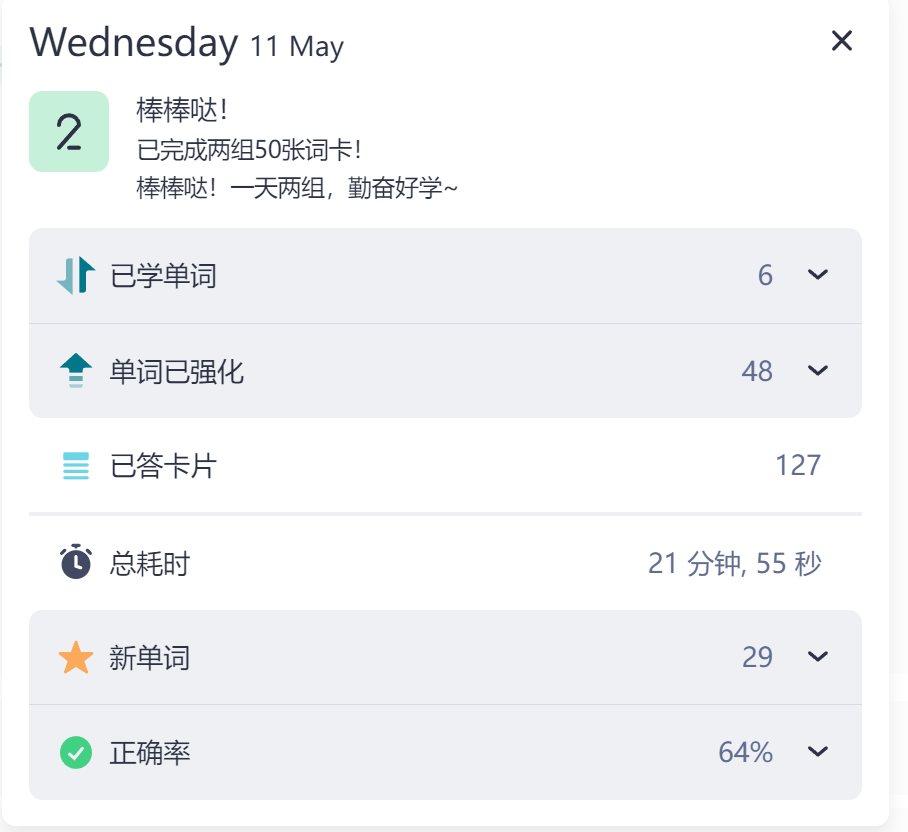 Wednesday 11 May
2
棒棒哒！
已完成两组50张词卡！
棒棒哒！一天两组，勤奋好学~
已学单词 6
单词已强化 48
已答卡片 127
总耗时 21 分钟, 55 秒
新单词 29
正确率 64%